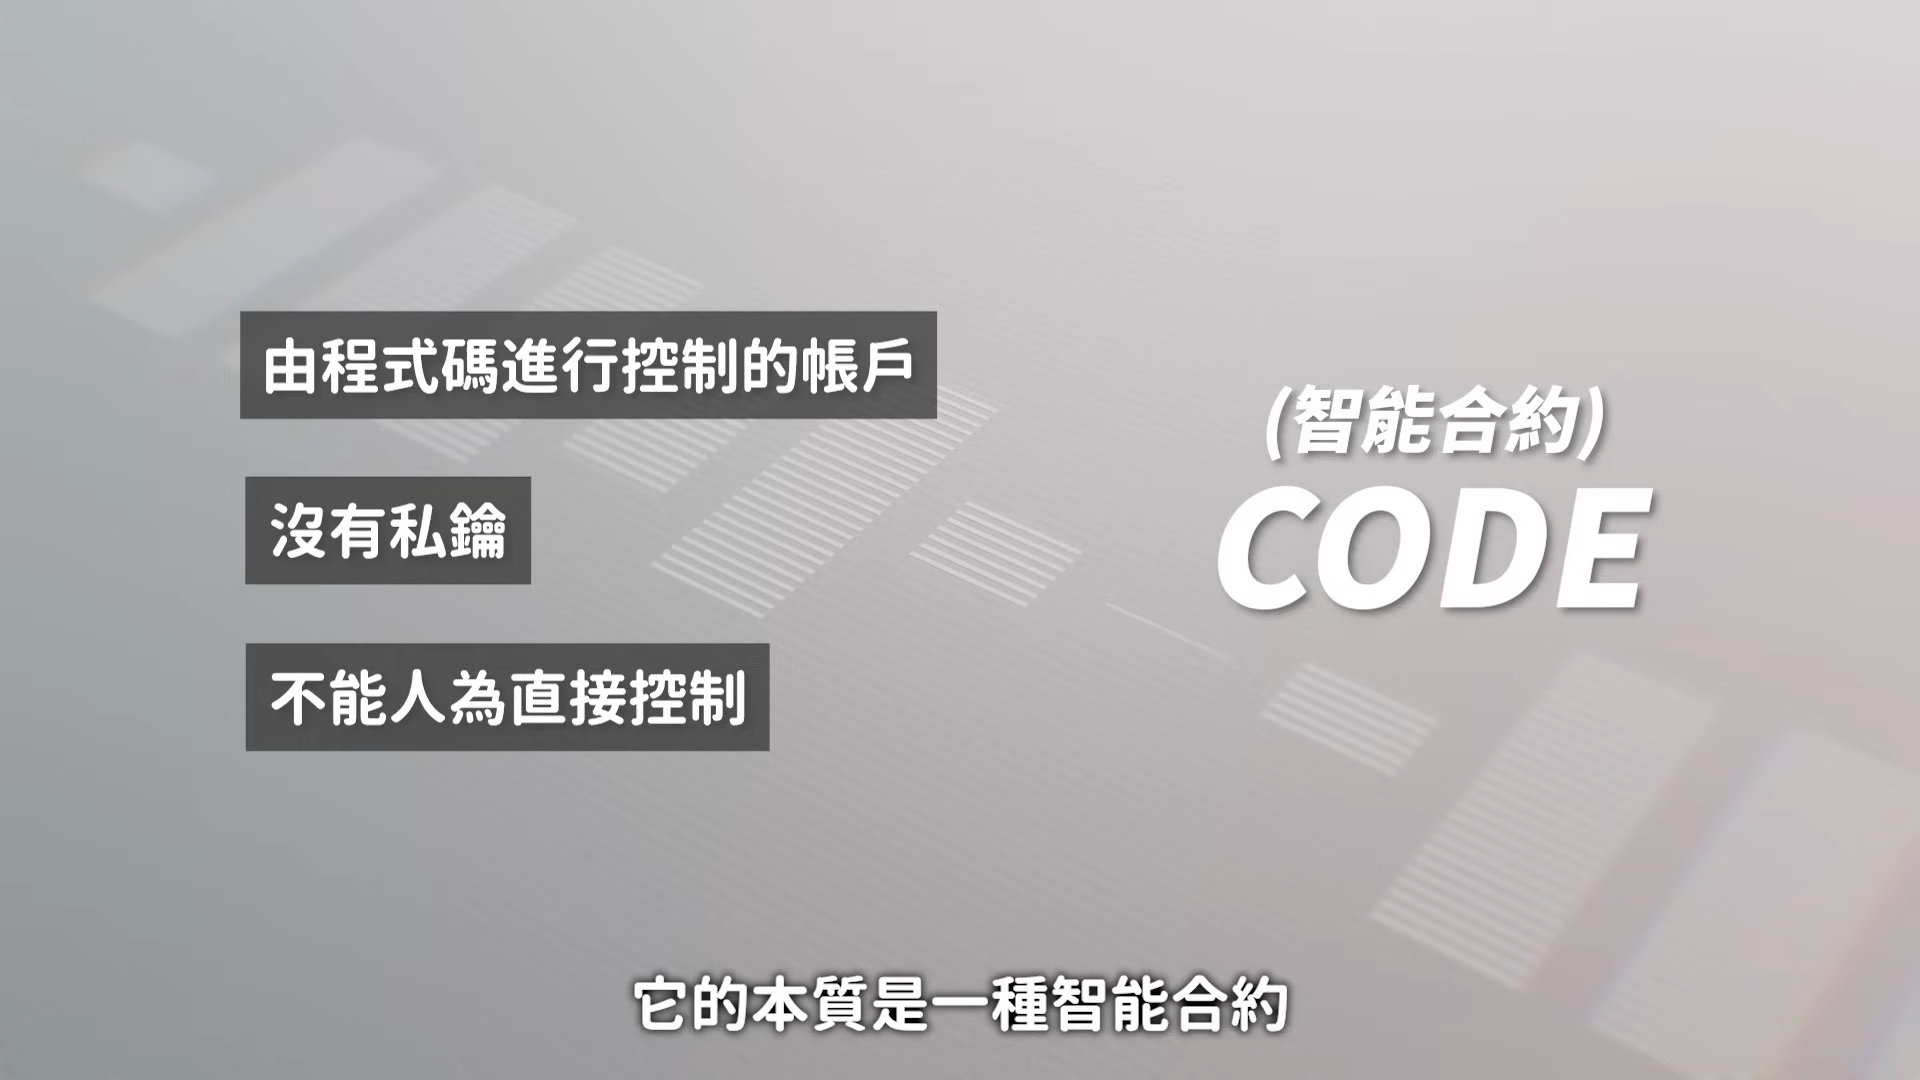 由程式碼進行控制的帳戶
沒有私鑰
不能人為直接控制
(智能合約)
CODE
它的本質是一種智能合約